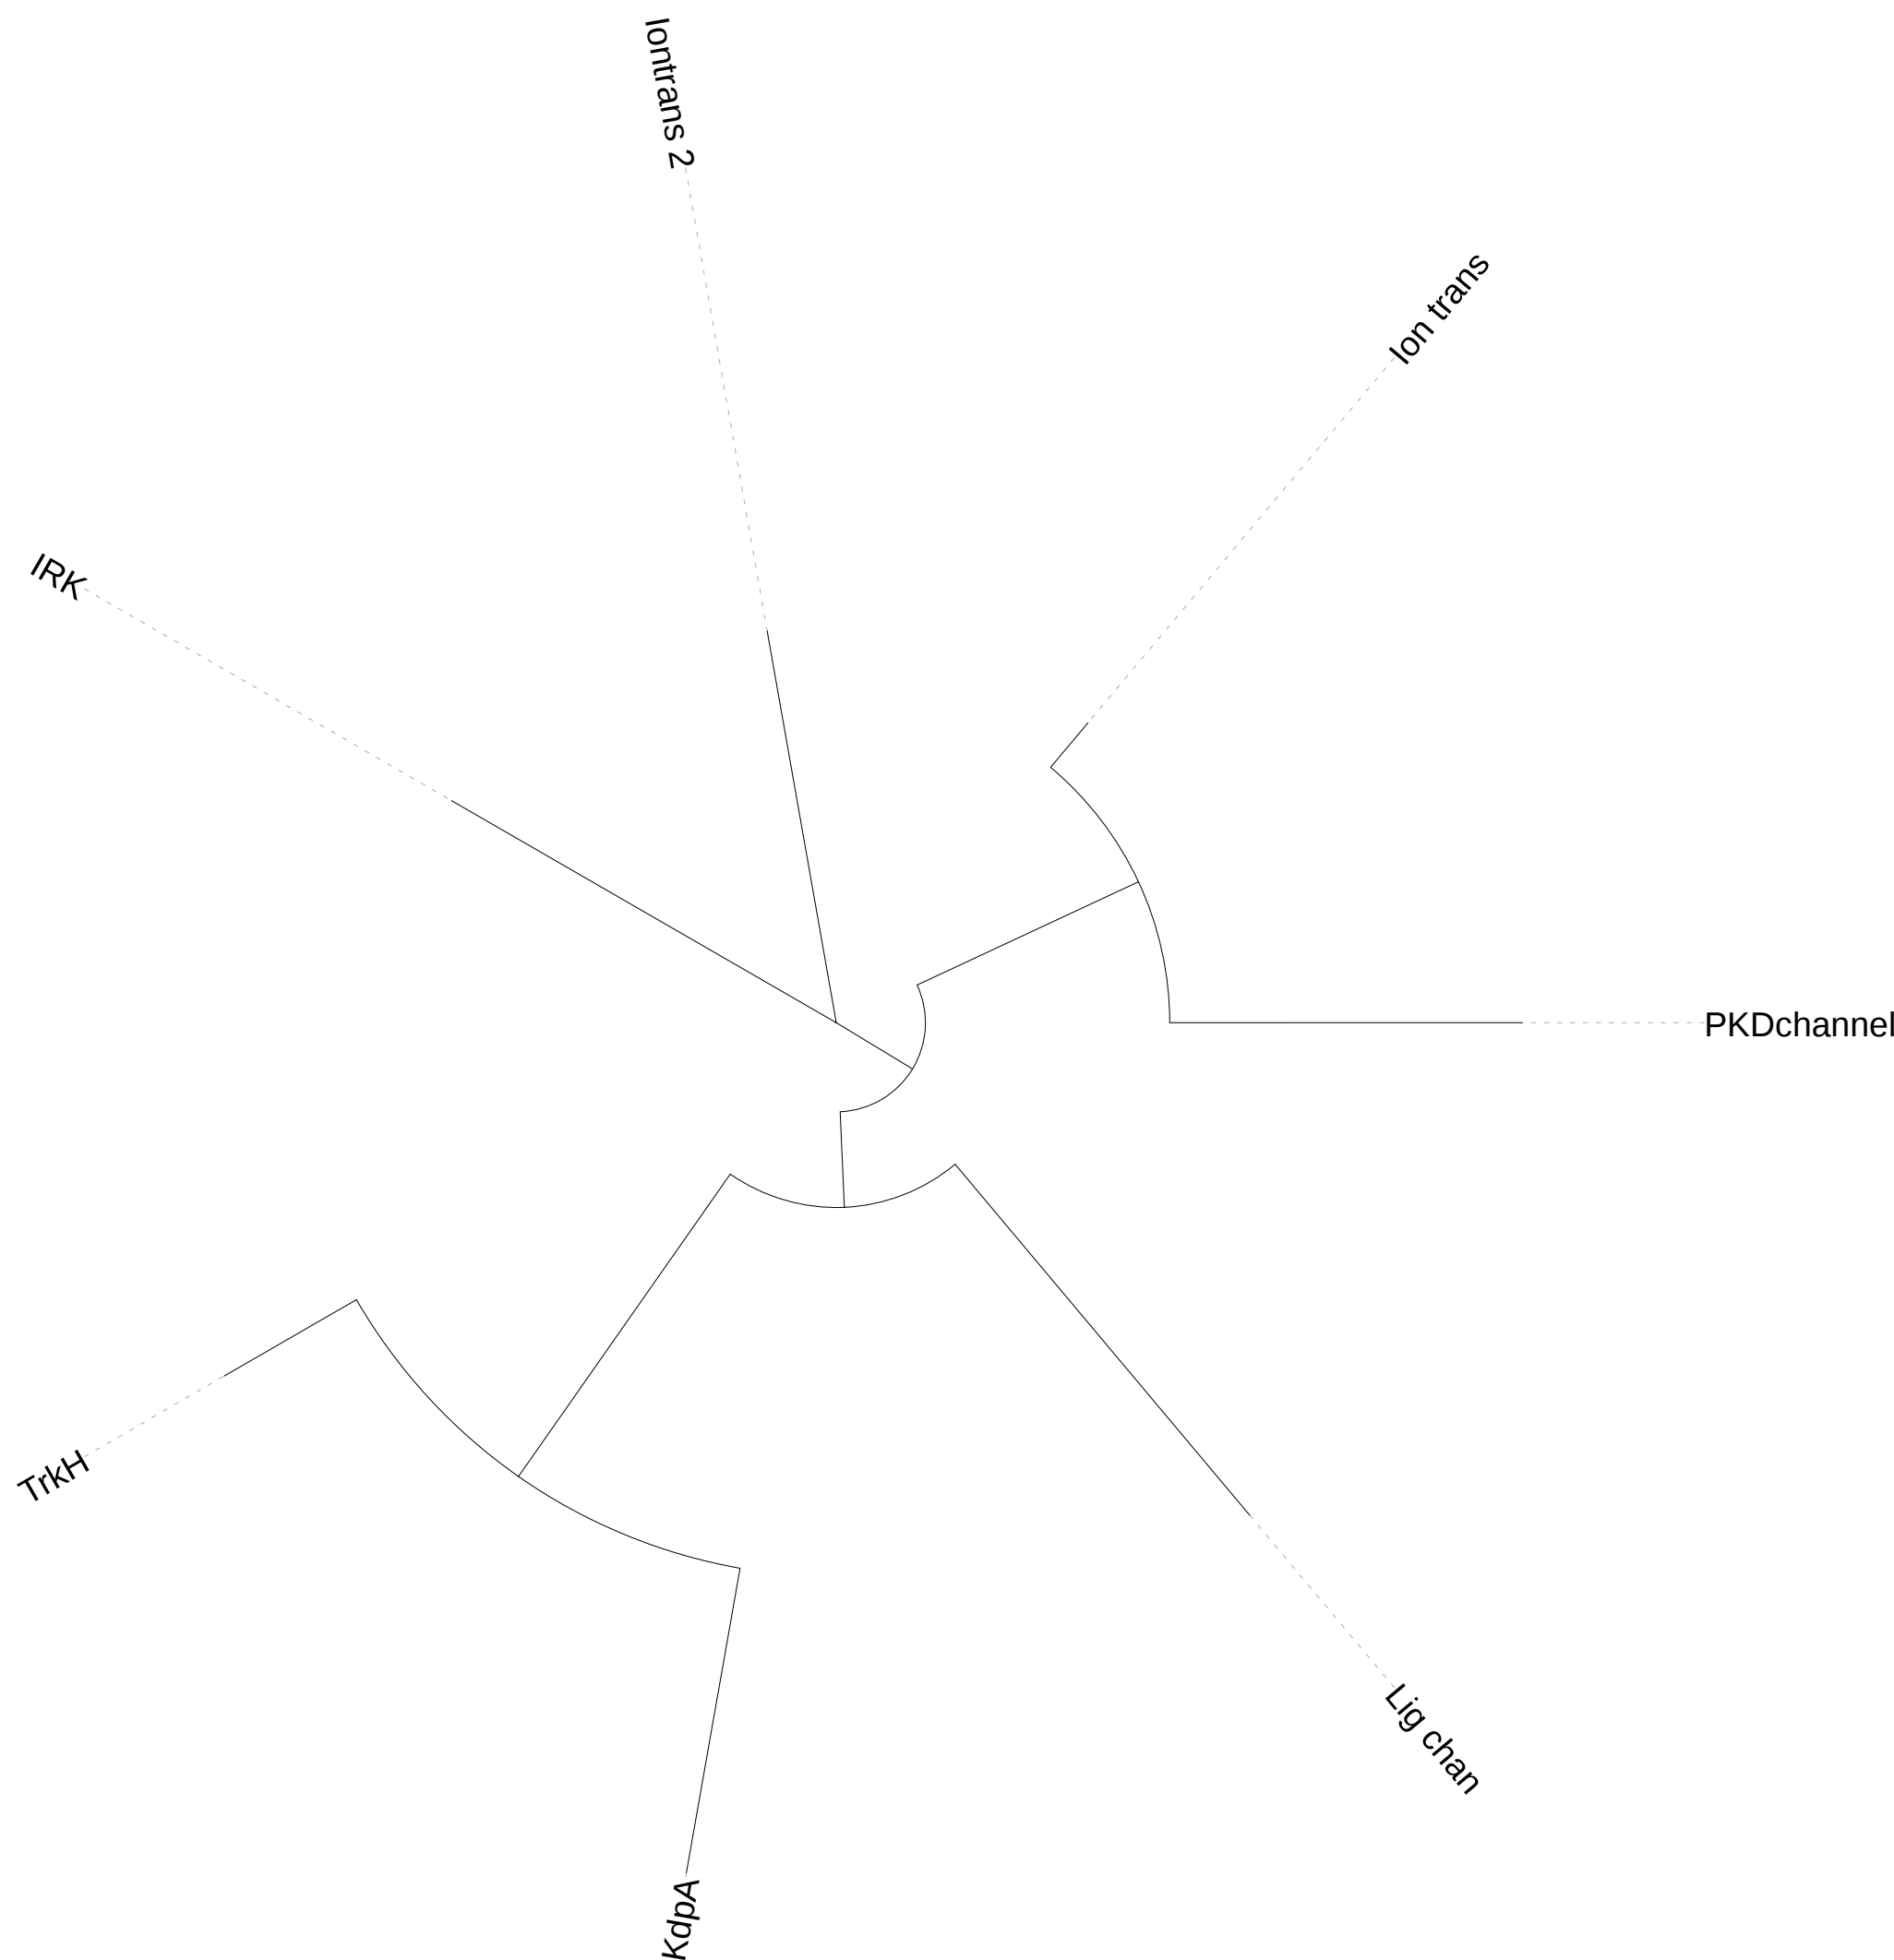 Iontrans 2
Ion trans
IRK
PKDchannel
TrkH
Lig chan
KdpA